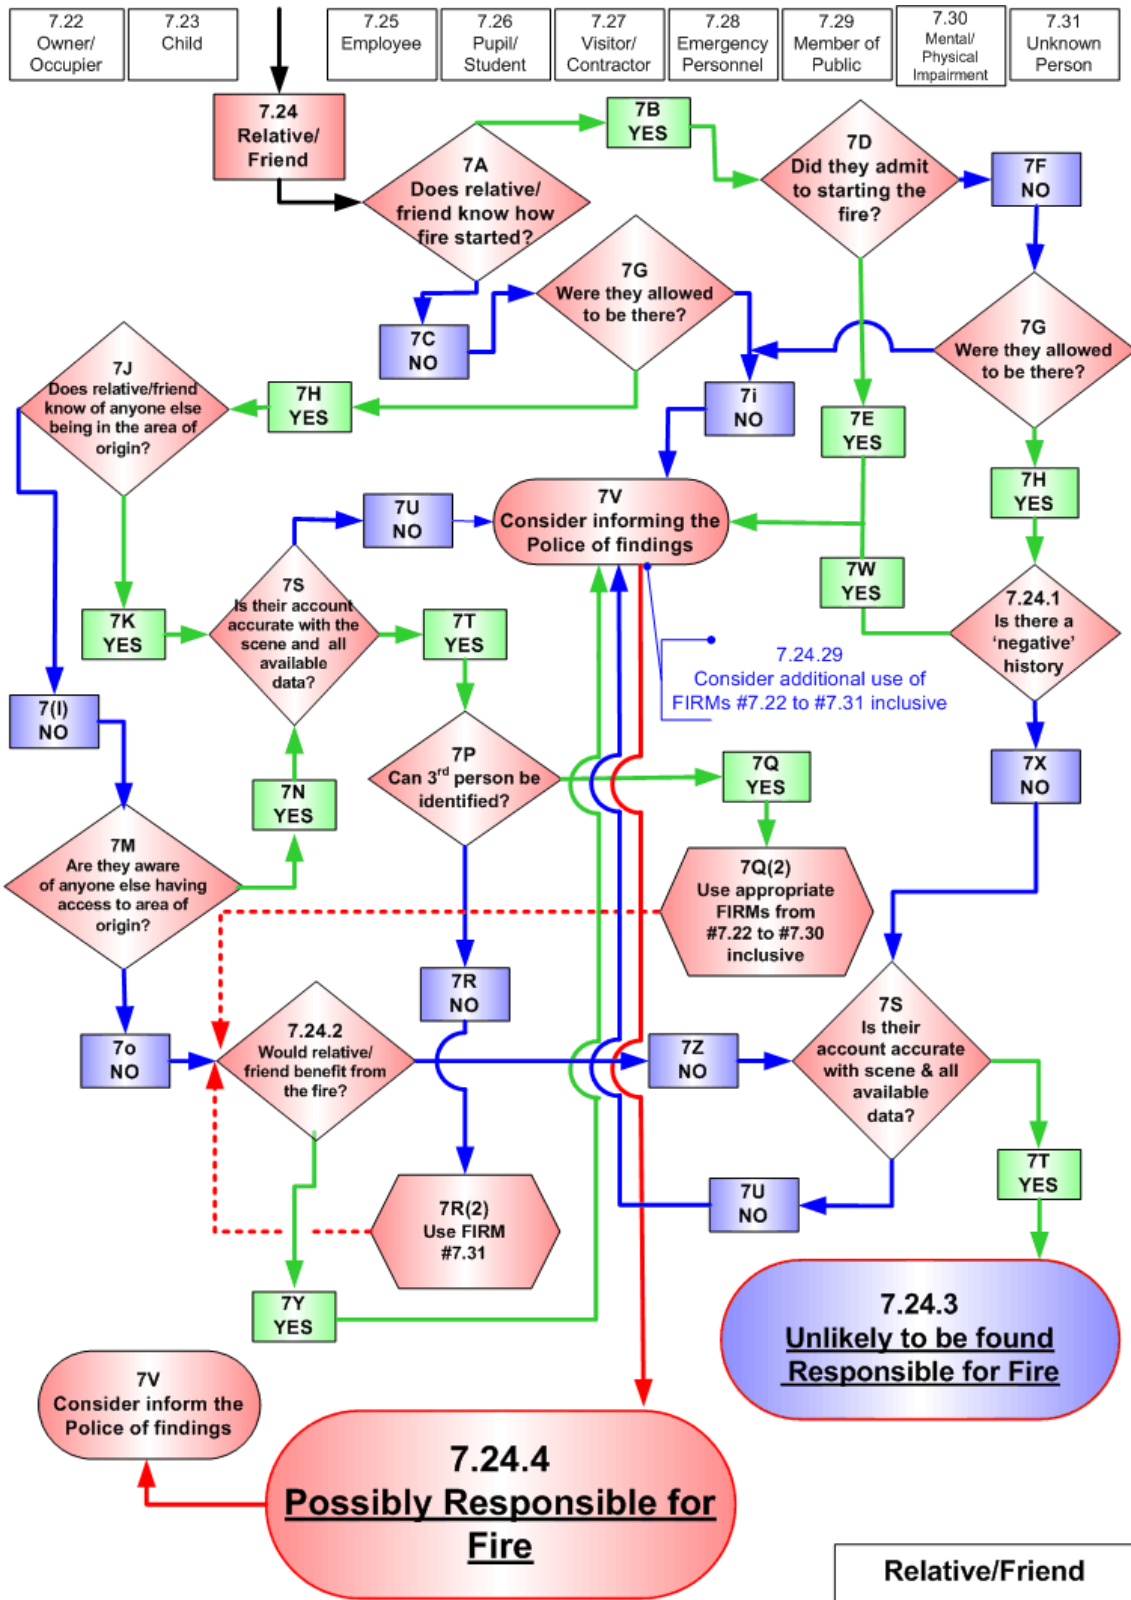 7.22
Owner/
Occupier
7.23
Child
7.25
Employee
7.26
Pupil/
Student
7.27
Visitor/
Contractor
7.28
Emergency
Personnel
7.29
Member of
Public
7.30
Mental/
Physical
Impairment
7.31
Unknown
Person
7.24
Relative/
Friend
7A
Does relative/
friend know how
fire started?
7B
YES
7D
Did they admit
to starting the
fire?
7F
NO
7C
NO
7G
Were they allowed
to be there?
7G
Were they allowed
to be there?
7J
Does relative/friend
know of anyone else
being in the area of
origin?
7H
YES
7i
NO
7E
YES
7H
YES
7U
NO
7V
Consider informing the
Police of findings
7W
YES
7.24.1
Is there a
‘negative’
history
7K
YES
7S
Is their account
accurate with the
scene and all
available
data?
7T
YES
7.24.29
Consider additional use of
FIRMs #7.22 to #7.31 inclusive
7(I)
NO
7N
YES
7P
Can 3rd person be
identified?
7Q
YES
7X
NO
7M
Are they aware
of anyone else having
access to area of
origin?
7Q(2)
Use appropriate
FIRMs from
#7.22 to #7.30
inclusive
7R
NO
7o
NO
7.24.2
Would relative/
friend benefit from
the fire?
7Z
NO
7S
Is their
account accurate
with scene & all
available
data?
7T
YES
7U
NO
7R(2)
Use FIRM
#7.31
7Y
YES
7.24.3
Unlikely to be found
Responsible for Fire
7V
Consider inform the
Police of findings
7.24.4
Possibly Responsible for
Fire
Relative/Friend